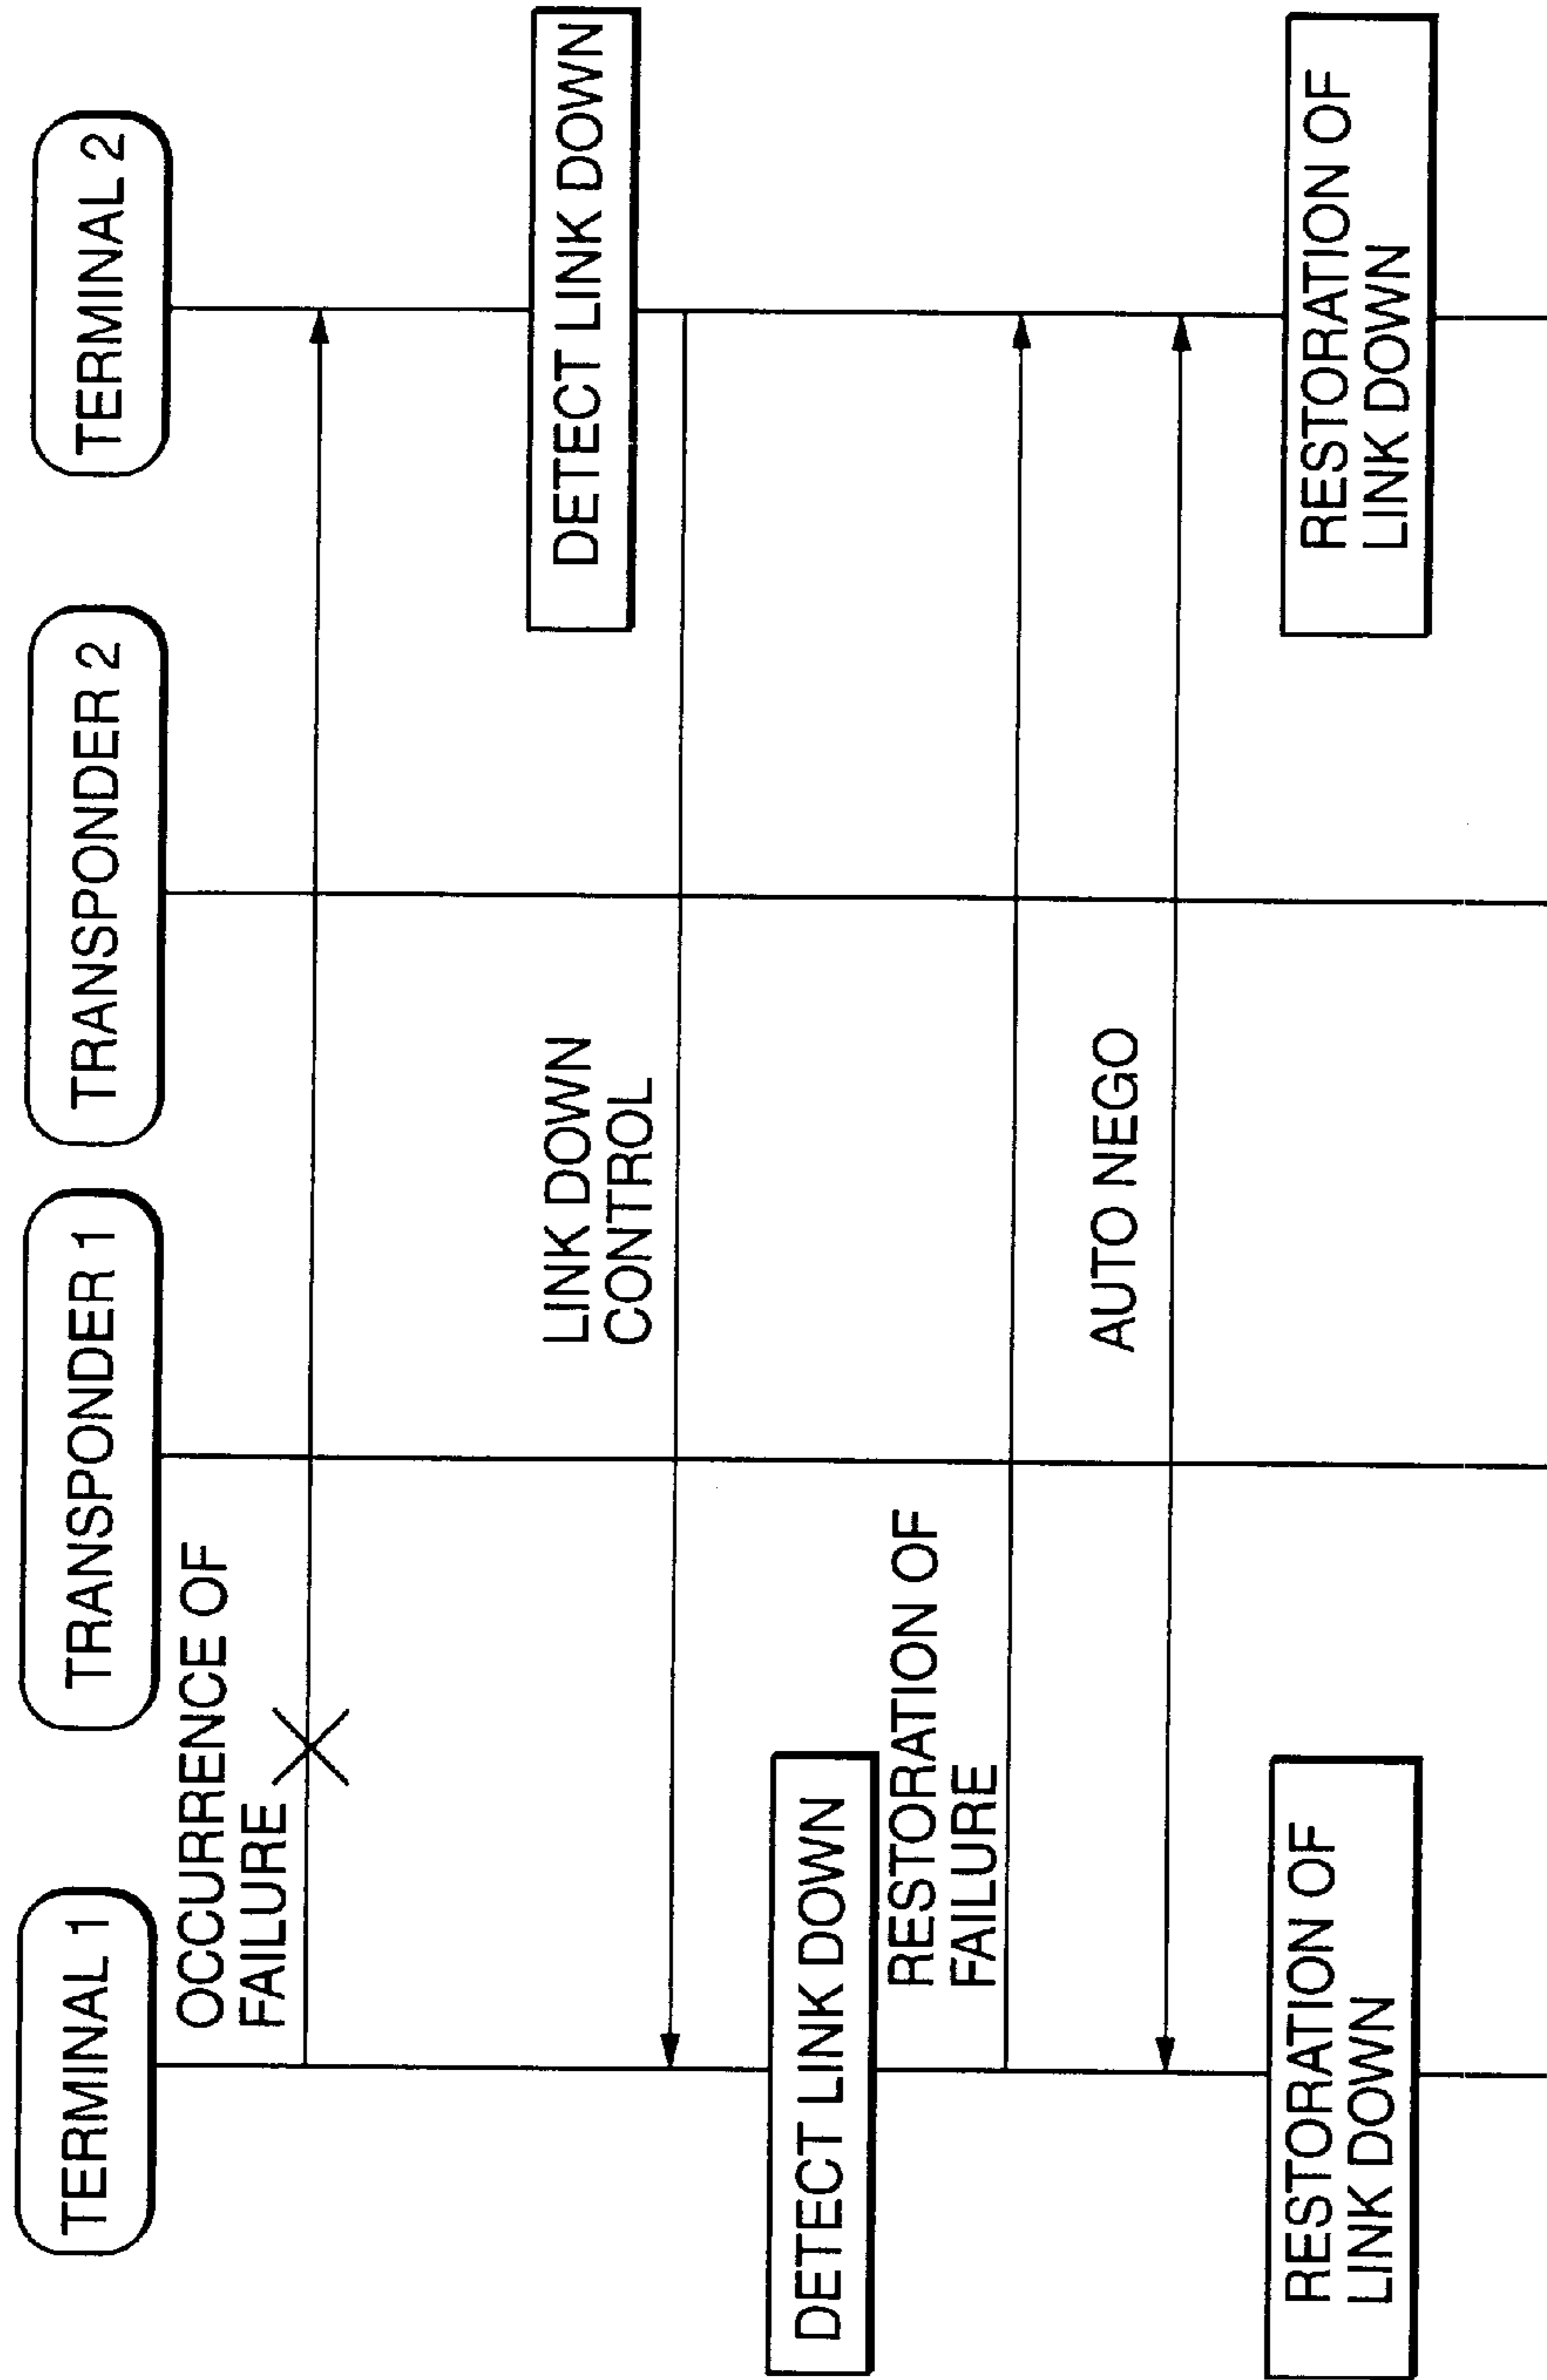 TERMINAL 1
TRANSPONDER 1
TRANSPONDER 2
TERMINAL 2
OCCURRENCE OF
FAILURE
DETECT LINK DOWN
LINK DOWN
CONTROL
DETECT LINK DOWN
RESTORATION OF
FAILURE
AUTO NEGO
RESTORATION OF
LINK DOWN
RESTORATION OF
LINK DOWN